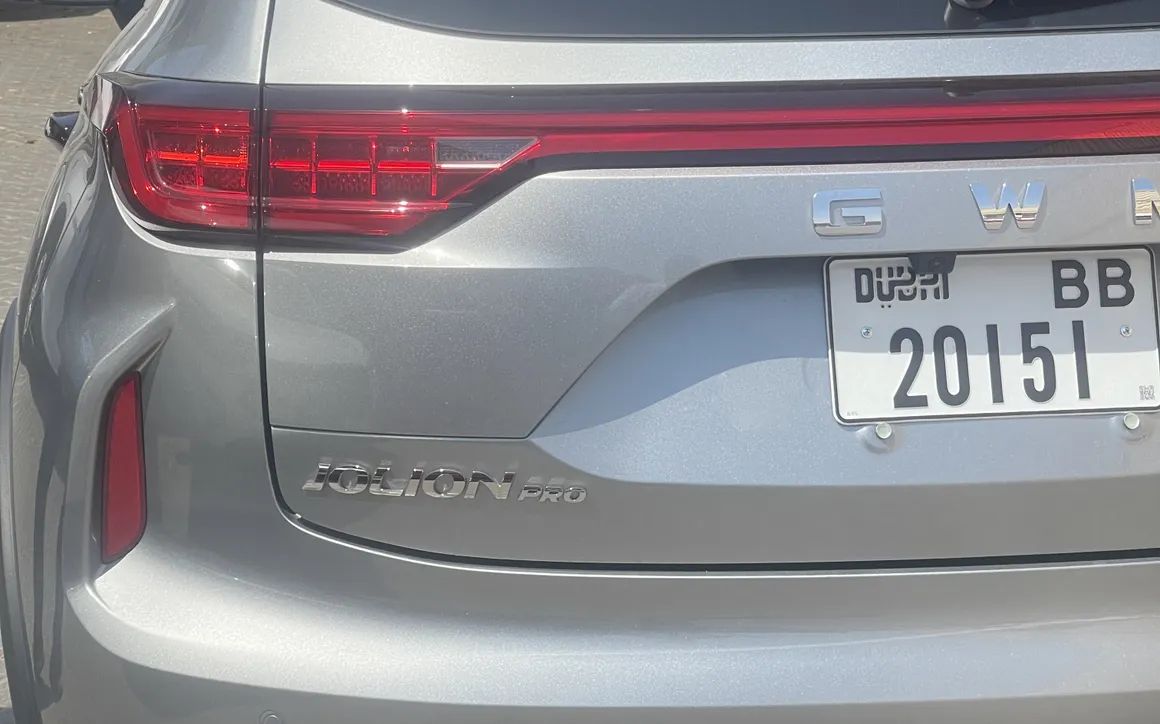 G W M
DUBAI BB
20151
JOLION PRO